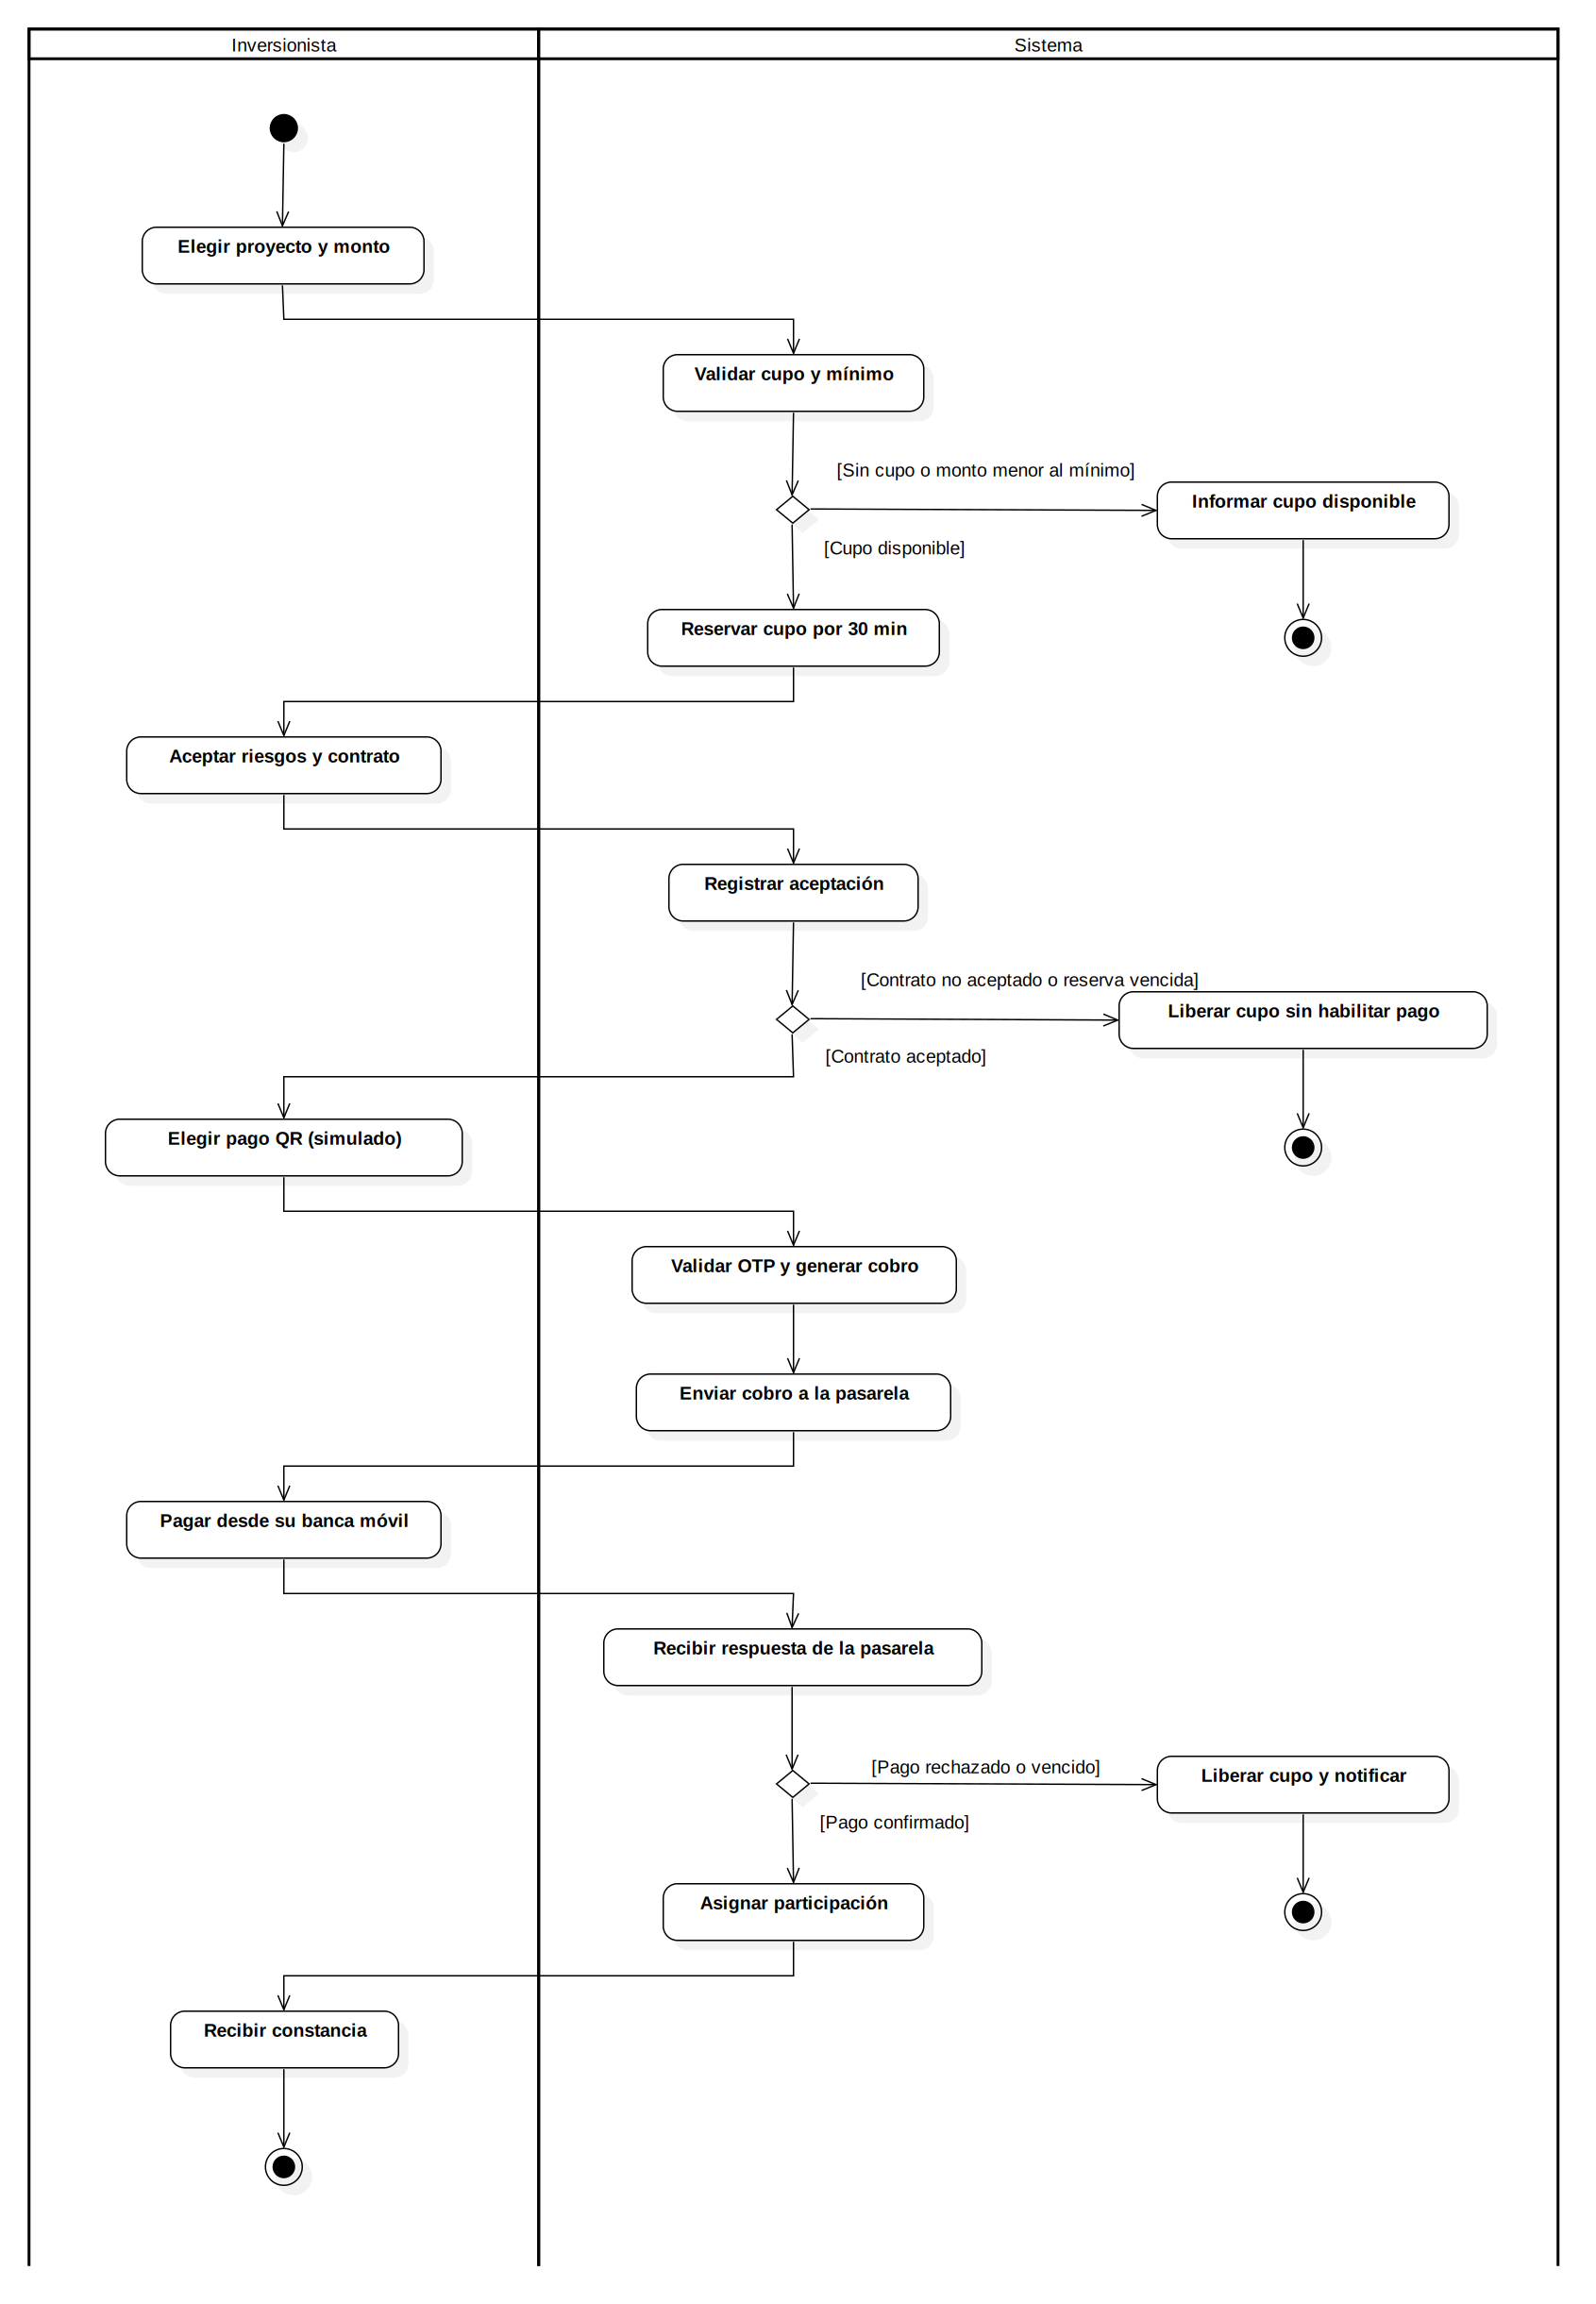 Inversionista
Sistema
Elegir proyecto y monto
Validar cupo y mínimo
[Sin cupo o monto menor al mínimo]
Informar cupo disponible
[Cupo disponible]
Reservar cupo por 30 min
Aceptar riesgos y contrato
Registrar aceptación
[Contrato no aceptado o reserva vencida]
Liberar cupo sin habilitar pago
[Contrato aceptado]
Elegir pago QR (simulado)
Validar OTP y generar cobro
Enviar cobro a la pasarela
Pagar desde su banca móvil
Recibir respuesta de la pasarela
[Pago rechazado o vencido]
Liberar cupo y notificar
[Pago confirmado]
Asignar participación
Recibir constancia